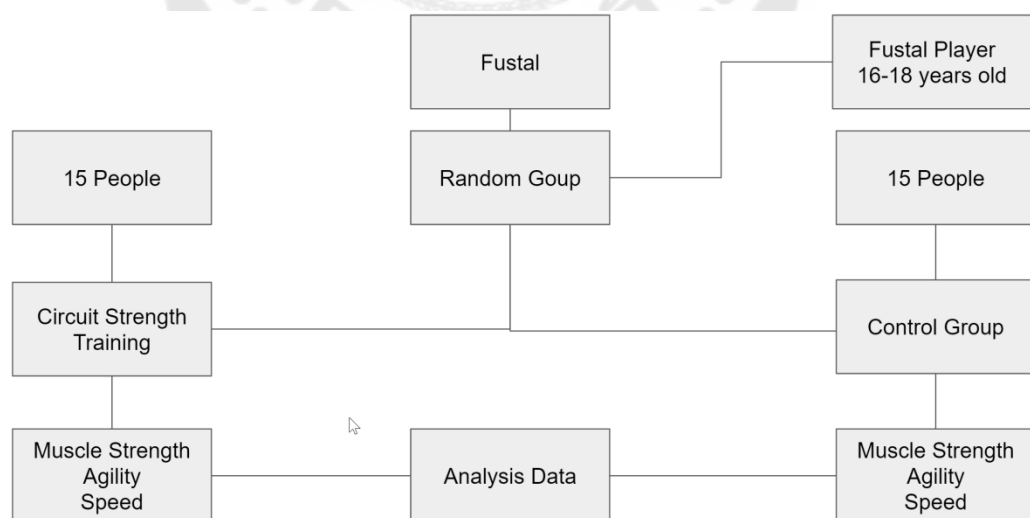 Fustal
Fustal Player
16-18 years old
15 People
Random Goup
15 People
Circuit Strength
Training
Control Group
Muscle Strength
Agility
Speed
Analysis Data
Muscle Strength
Agility
Speed